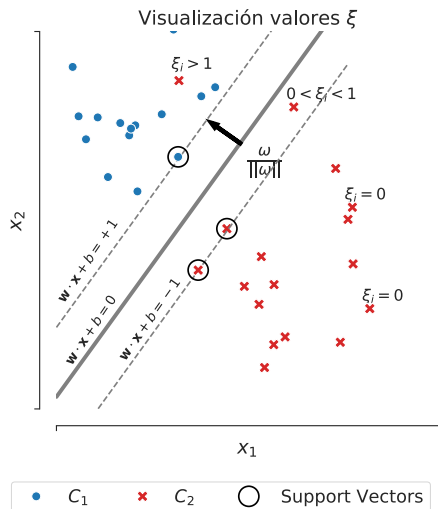 Visualización valores ξ
ξᵢ > 1
0 < ξᵢ < 1
ω
||ω||
ξᵢ = 0
ξᵢ = 0
w · x + b = +1
w · x + b = 0
w · x + b = −1
x₂
x₁
C₁
C₂
Support Vectors